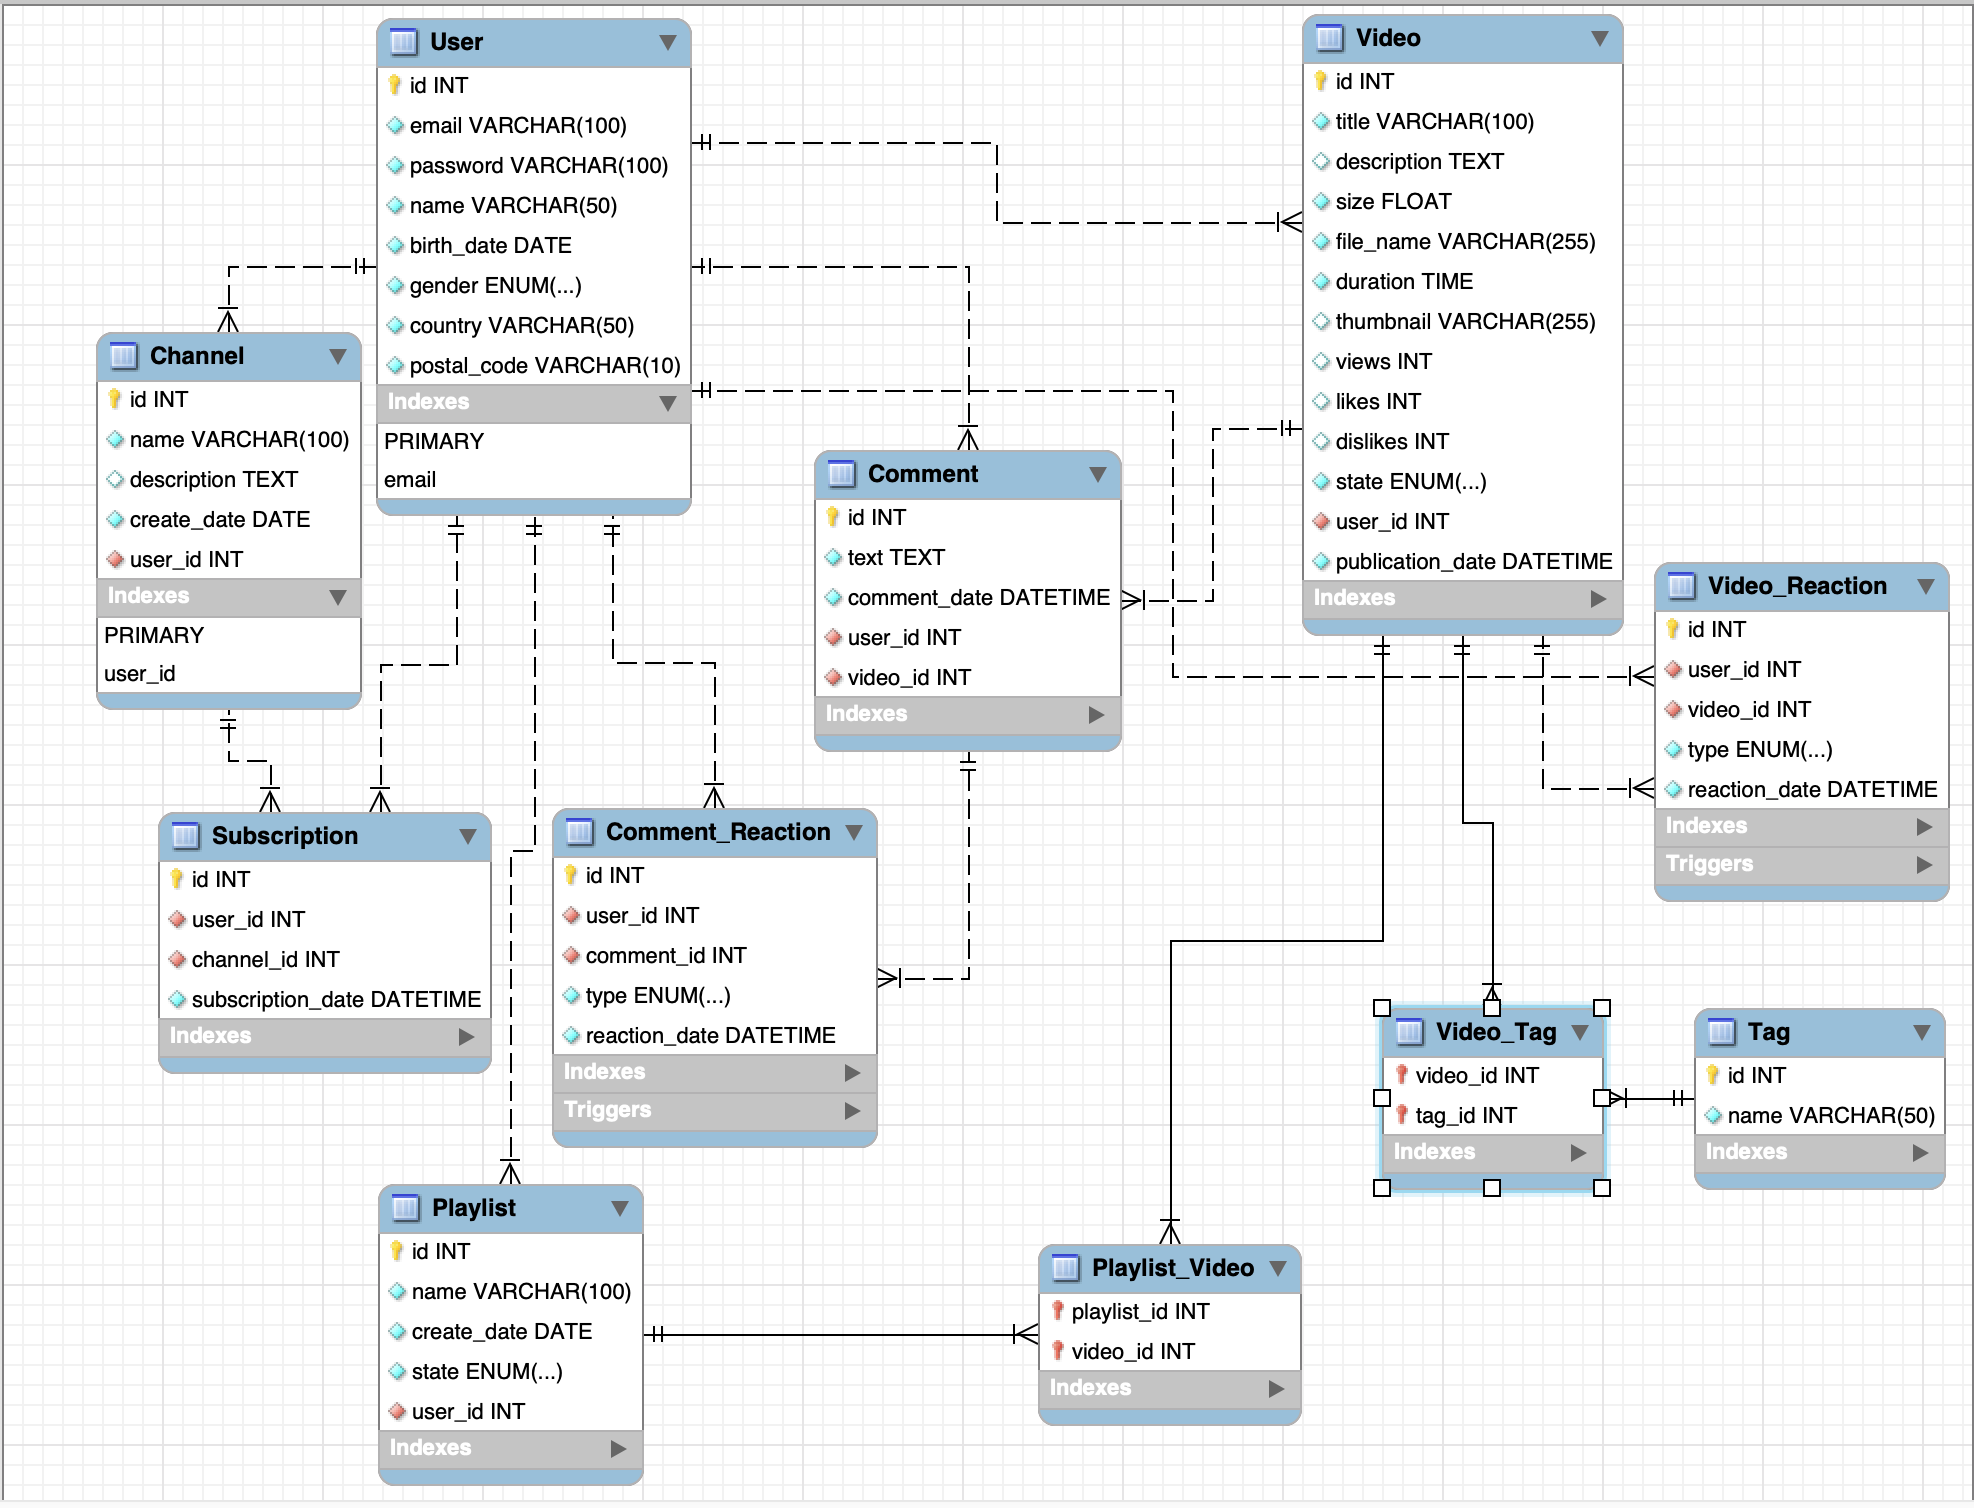 User
id INT
email VARCHAR(100)
password VARCHAR(100)
name VARCHAR(50)
birth_date DATE
gender ENUM(...)
country VARCHAR(50)
postal_code VARCHAR(10)
Indexes
PRIMARY
email
Video
id INT
title VARCHAR(100)
description TEXT
size FLOAT
file_name VARCHAR(255)
duration TIME
thumbnail VARCHAR(255)
views INT
likes INT
dislikes INT
state ENUM(...)
user_id INT
publication_date DATETIME
Indexes
Channel
id INT
name VARCHAR(100)
description TEXT
create_date DATE
user_id INT
Indexes
PRIMARY
user_id
Comment
id INT
text TEXT
comment_date DATETIME
user_id INT
video_id INT
Indexes
Video_Reaction
id INT
user_id INT
video_id INT
type ENUM(...)
reaction_date DATETIME
Indexes
Triggers
Subscription
id INT
user_id INT
channel_id INT
subscription_date DATETIME
Indexes
Comment_Reaction
id INT
user_id INT
comment_id INT
type ENUM(...)
reaction_date DATETIME
Indexes
Triggers
Video_Tag
video_id INT
tag_id INT
Indexes
Tag
id INT
name VARCHAR(50)
Indexes
Playlist
id INT
name VARCHAR(100)
create_date DATE
state ENUM(...)
user_id INT
Indexes
Playlist_Video
playlist_id INT
video_id INT
Indexes